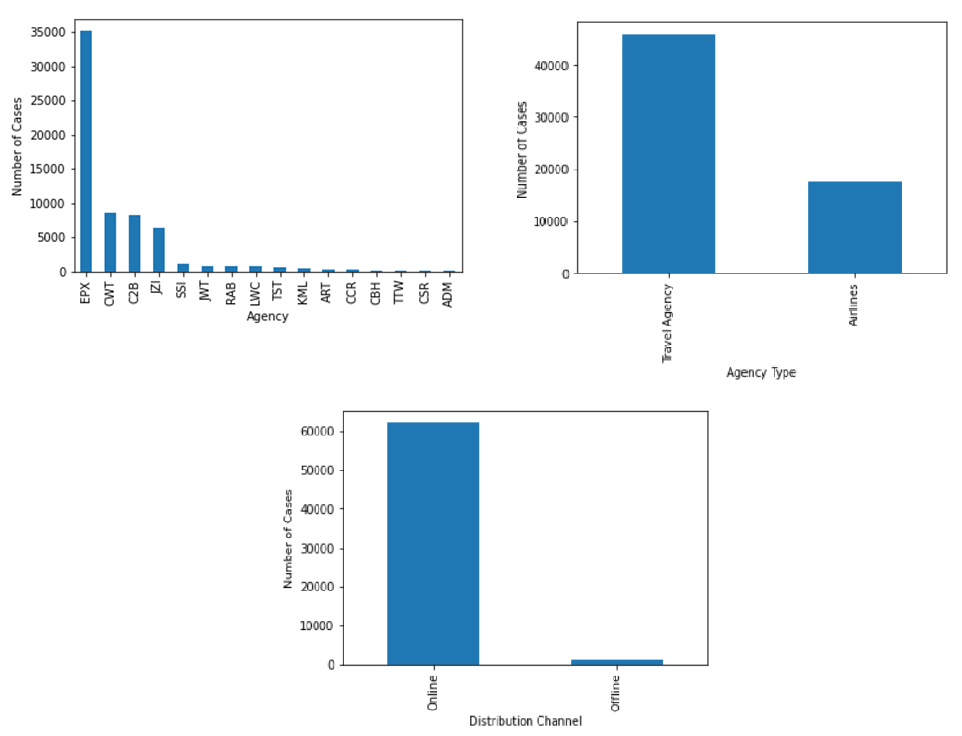 35000
30000
25000
20000
15000
10000
5000
0
Number of Cases
EPX
CWT
C2B
JZI
SSI
JWT
RAB
LWC
TST
KML
ART
CCR
CBH
TTW
CSR
ADM
Agency
40000
30000
20000
10000
0
Number of Cases
Travel Agency
Airlines
Agency Type
60000
50000
40000
30000
20000
10000
0
Number of Cases
Online
Offline
Distribution Channel